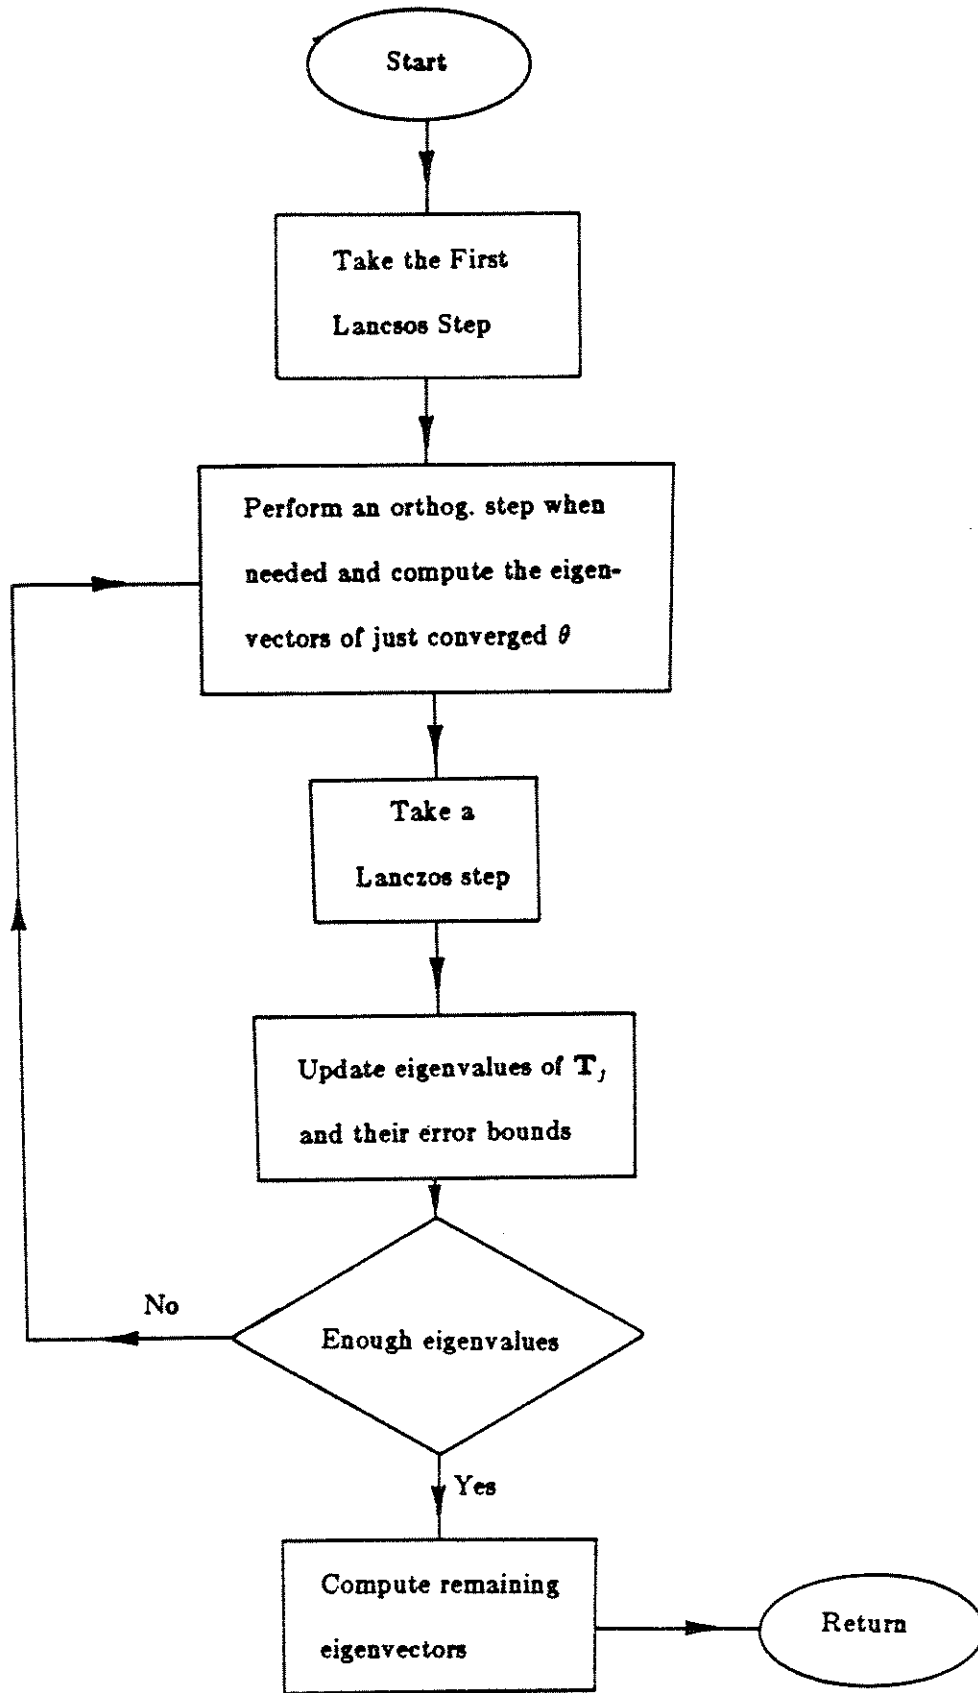 Start
Take the First
Lancsos Step
Perform an orthog. step when
needed and compute the eigen-
vectors of just converged θ
Take a
Lanczos step
Update eigenvalues of T_j
and their error bounds
No
Enough eigenvalues
Yes
Compute remaining
eigenvectors
Return